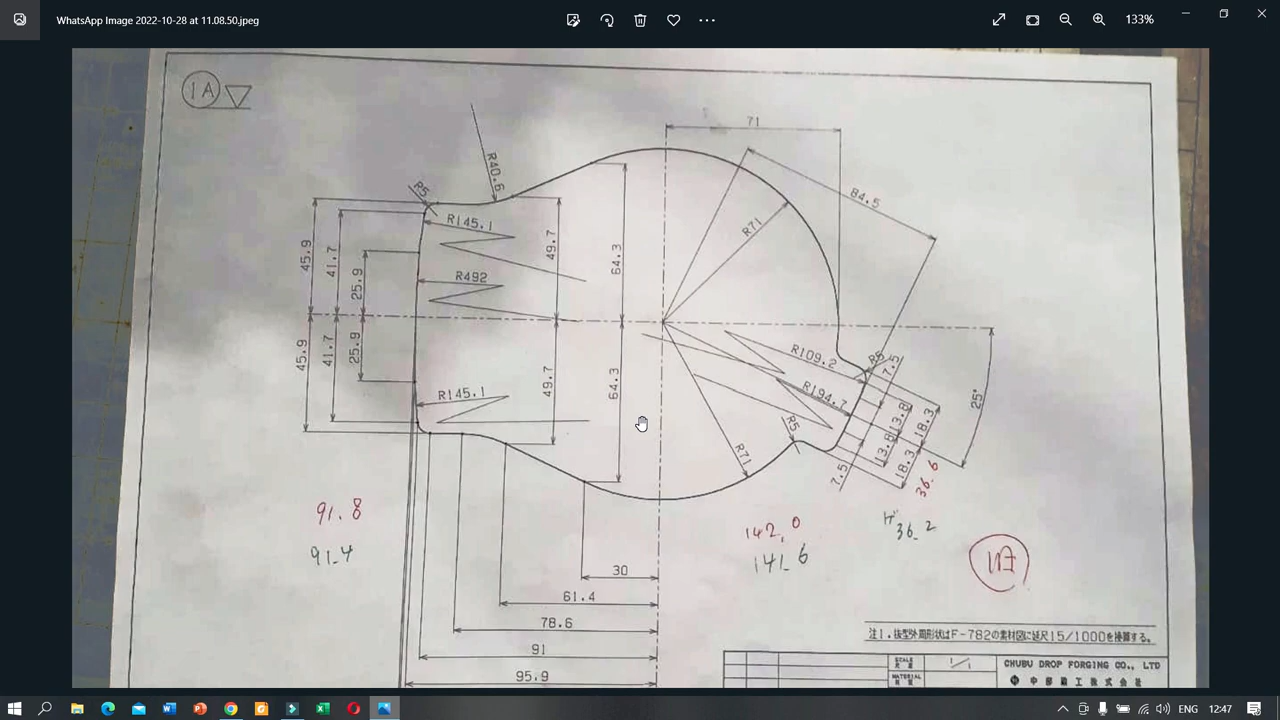 WhatsApp Image 2022-10-28 at 11.08.50.jpeg
133%
1A
71
84.5
R71
R40.6
R5
R145.1
R492
45.9
41.7
25.9
49.7
64.3
45.9
41.7
25.9
49.7
64.3
R145.1
R109.2
R5
7.5
R194.7
R5
R71
25°
13.8
18.3
13.8
18.3
7.5
36.6
36.2
91.8
91.4
142.0
141.6
30
61.4
78.6
91
95.9
注1.抜型外周形状はF-782の素材図に延尺15/1000を換算する。
SCALE
尺度
1/1
MATERIAL
CHUBU DROP FORGING CO., LTD
中部鍛工株式会社
ENG
12:47